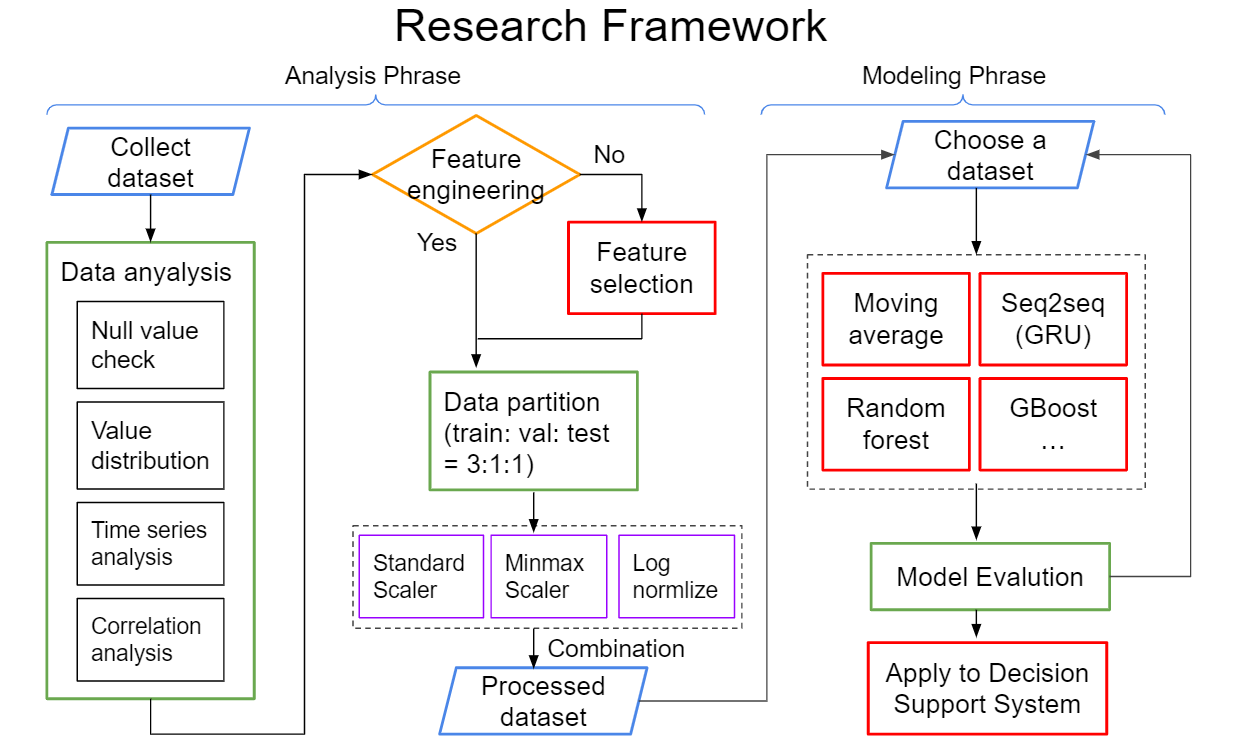 Research Framework
Analysis Phrase
Collect
dataset
Data anyalysis
Null value
check
Value
distribution
Time series
analysis
Correlation
analysis
Feature
engineering
No
Yes
Feature
selection
Data partition
(train: val: test
= 3:1:1)
Standard
Scaler
Minmax
Scaler
Log
normlize
Combination
Processed
dataset
Modeling Phrase
Choose a
dataset
Moving
average
Seq2seq
(GRU)
Random
forest
GBoost
...
Model Evalution
Apply to Decision
Support System